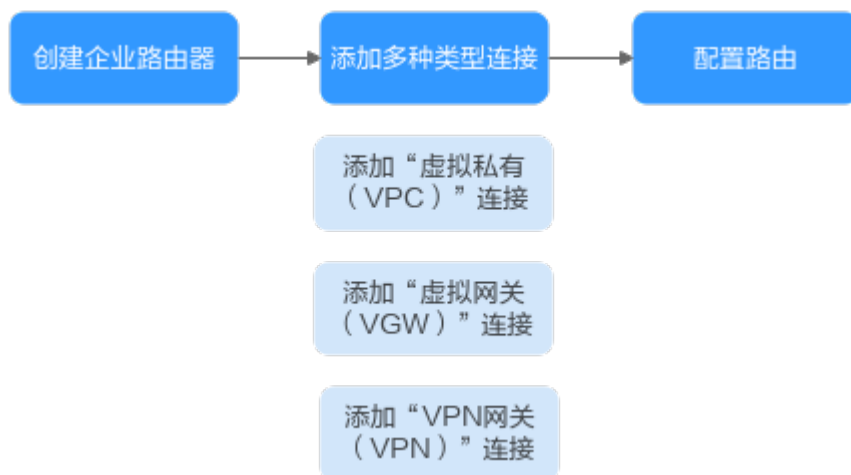 创建企业路由器
添加多种类型连接
配置路由
添加“虚拟私有
（VPC）”连接
添加“虚拟网关
（VGW）”连接
添加“VPN网关
（VPN）”连接